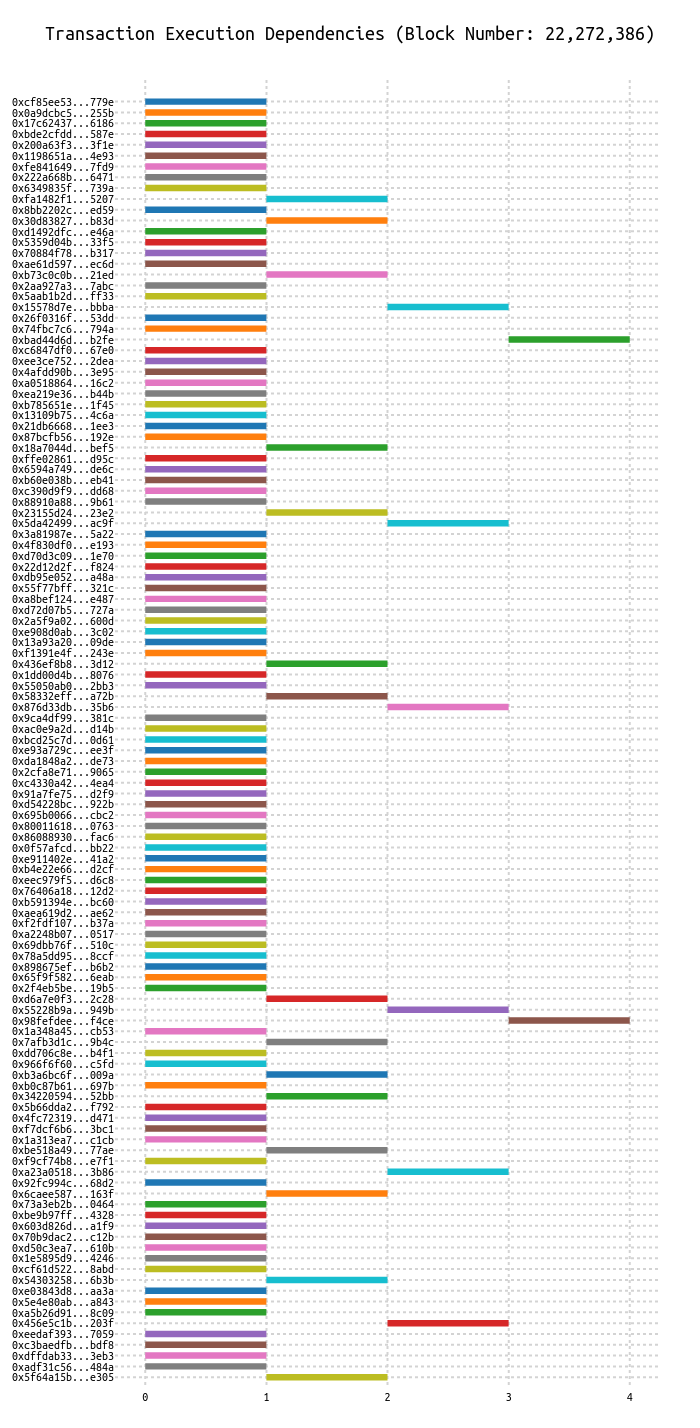 Transaction Execution Dependencies (Block Number: 22,272,386)
0xcf85ee53...779e
0x0a9dcbc5...255b
0x17c62437...6186
0xbde2cfdd...587e
0x200a63f3...3f1e
0x1198651a...4e93
0xfe841649...7fd9
0x222a668b...6471
0x6349835f...739a
0xfa1482f1...5207
0x8bb2202c...ed59
0x30d83827...b83d
0xd1492dfc...e46a
0x5359d04b...33f5
0x70884f78...b317
0xae61d597...ec6d
0xb73c0c0b...21ed
0x2aa927a3...7abc
0x5aab1b2d...ff33
0x15578d7e...bbba
0x26f0316f...53dd
0x74fbc7c6...794a
0xbad44d6d...b2fe
0xc6847df0...67e0
0xee3ce752...2dea
0x4afdd90b...3e95
0xa0518864...16c2
0xea219e36...b44b
0xb785651e...1f45
0x13109b75...4c6a
0x21db6668...1ee3
0x87bcfb56...192e
0x18a7044d...bef5
0xffe02861...d95c
0x6594a749...de6c
0xb60e038b...eb41
0xc390d9f9...dd68
0x88910a88...9b61
0x23155d24...23e2
0x5da42499...ac9f
0x3a81987e...5a22
0x4f830df0...e193
0xd70d3c09...1e70
0x22d12d2f...f824
0xdb95e052...a48a
0x55f77bff...321c
0xa8bef124...e487
0xd72d07b5...727a
0x2a5f9a02...600d
0xe908d0ab...3c02
0x13a93a20...09de
0xf1391e4f...243e
0x436ef8b8...3d12
0x1dd00d4b...8076
0x55050ab0...2bb3
0x58332eff...a72b
0x876d33db...35b6
0x9ca4df99...381c
0xac0e9a2d...d14b
0xbcd25c7d...0d61
0xe93a729c...ee3f
0xda1848a2...de73
0x2cfa8e71...9065
0xc4330a42...4ea4
0x91a7fe75...d2f9
0xd54228bc...922b
0x695b0066...cbc2
0x80011618...0763
0x86088930...fac6
0x0f57afcd...bb22
0xe911402e...41a2
0xb4e22e66...d2cf
0xeec979f5...d6c8
0x76406a18...12d2
0xb591394e...bc60
0xaea619d2...ae62
0xf2fdf107...b37a
0xa2248b07...0517
0x69dbb76f...510c
0x78a5dd95...8ccf
0x898675ef...b6b2
0x65f9f582...6eab
0x2f4eb5be...19b5
0xd6a7e0f3...2c28
0x55228b9a...949b
0x98fefdee...f4ce
0x1a348a45...cb53
0x7afb3d1c...9b4c
0xdd706c8e...b4f1
0x966f6f60...c5fd
0xb3a6bc6f...009a
0xb0c87b61...697b
0x34220594...52bb
0x5b66dda2...f792
0x4fc72319...d471
0xf7dcf6b6...3bc1
0x1a313ea7...c1cb
0xbe518a49...77ae
0xf9cf74b8...e7f1
0xa23a0518...3b86
0x92fc994c...68d2
0x6caee587...163f
0x73a3eb2b...0464
0xbe9b97ff...4328
0x603d826d...a1f9
0x70b9dac2...c12b
0xd50c3ea7...610b
0x1e5895d9...4246
0xcf61d522...8abd
0x54303258...6b3b
0xe03843d8...aa3a
0x5e4e80ab...a843
0xa5b26d91...8c09
0x456e5c1b...203f
0xeedaf393...7059
0xc3baedfb...bdf8
0xdffdab33...3eb3
0xadf31c56...484a
0x5f64a15b...e305
0 1 2 3 4